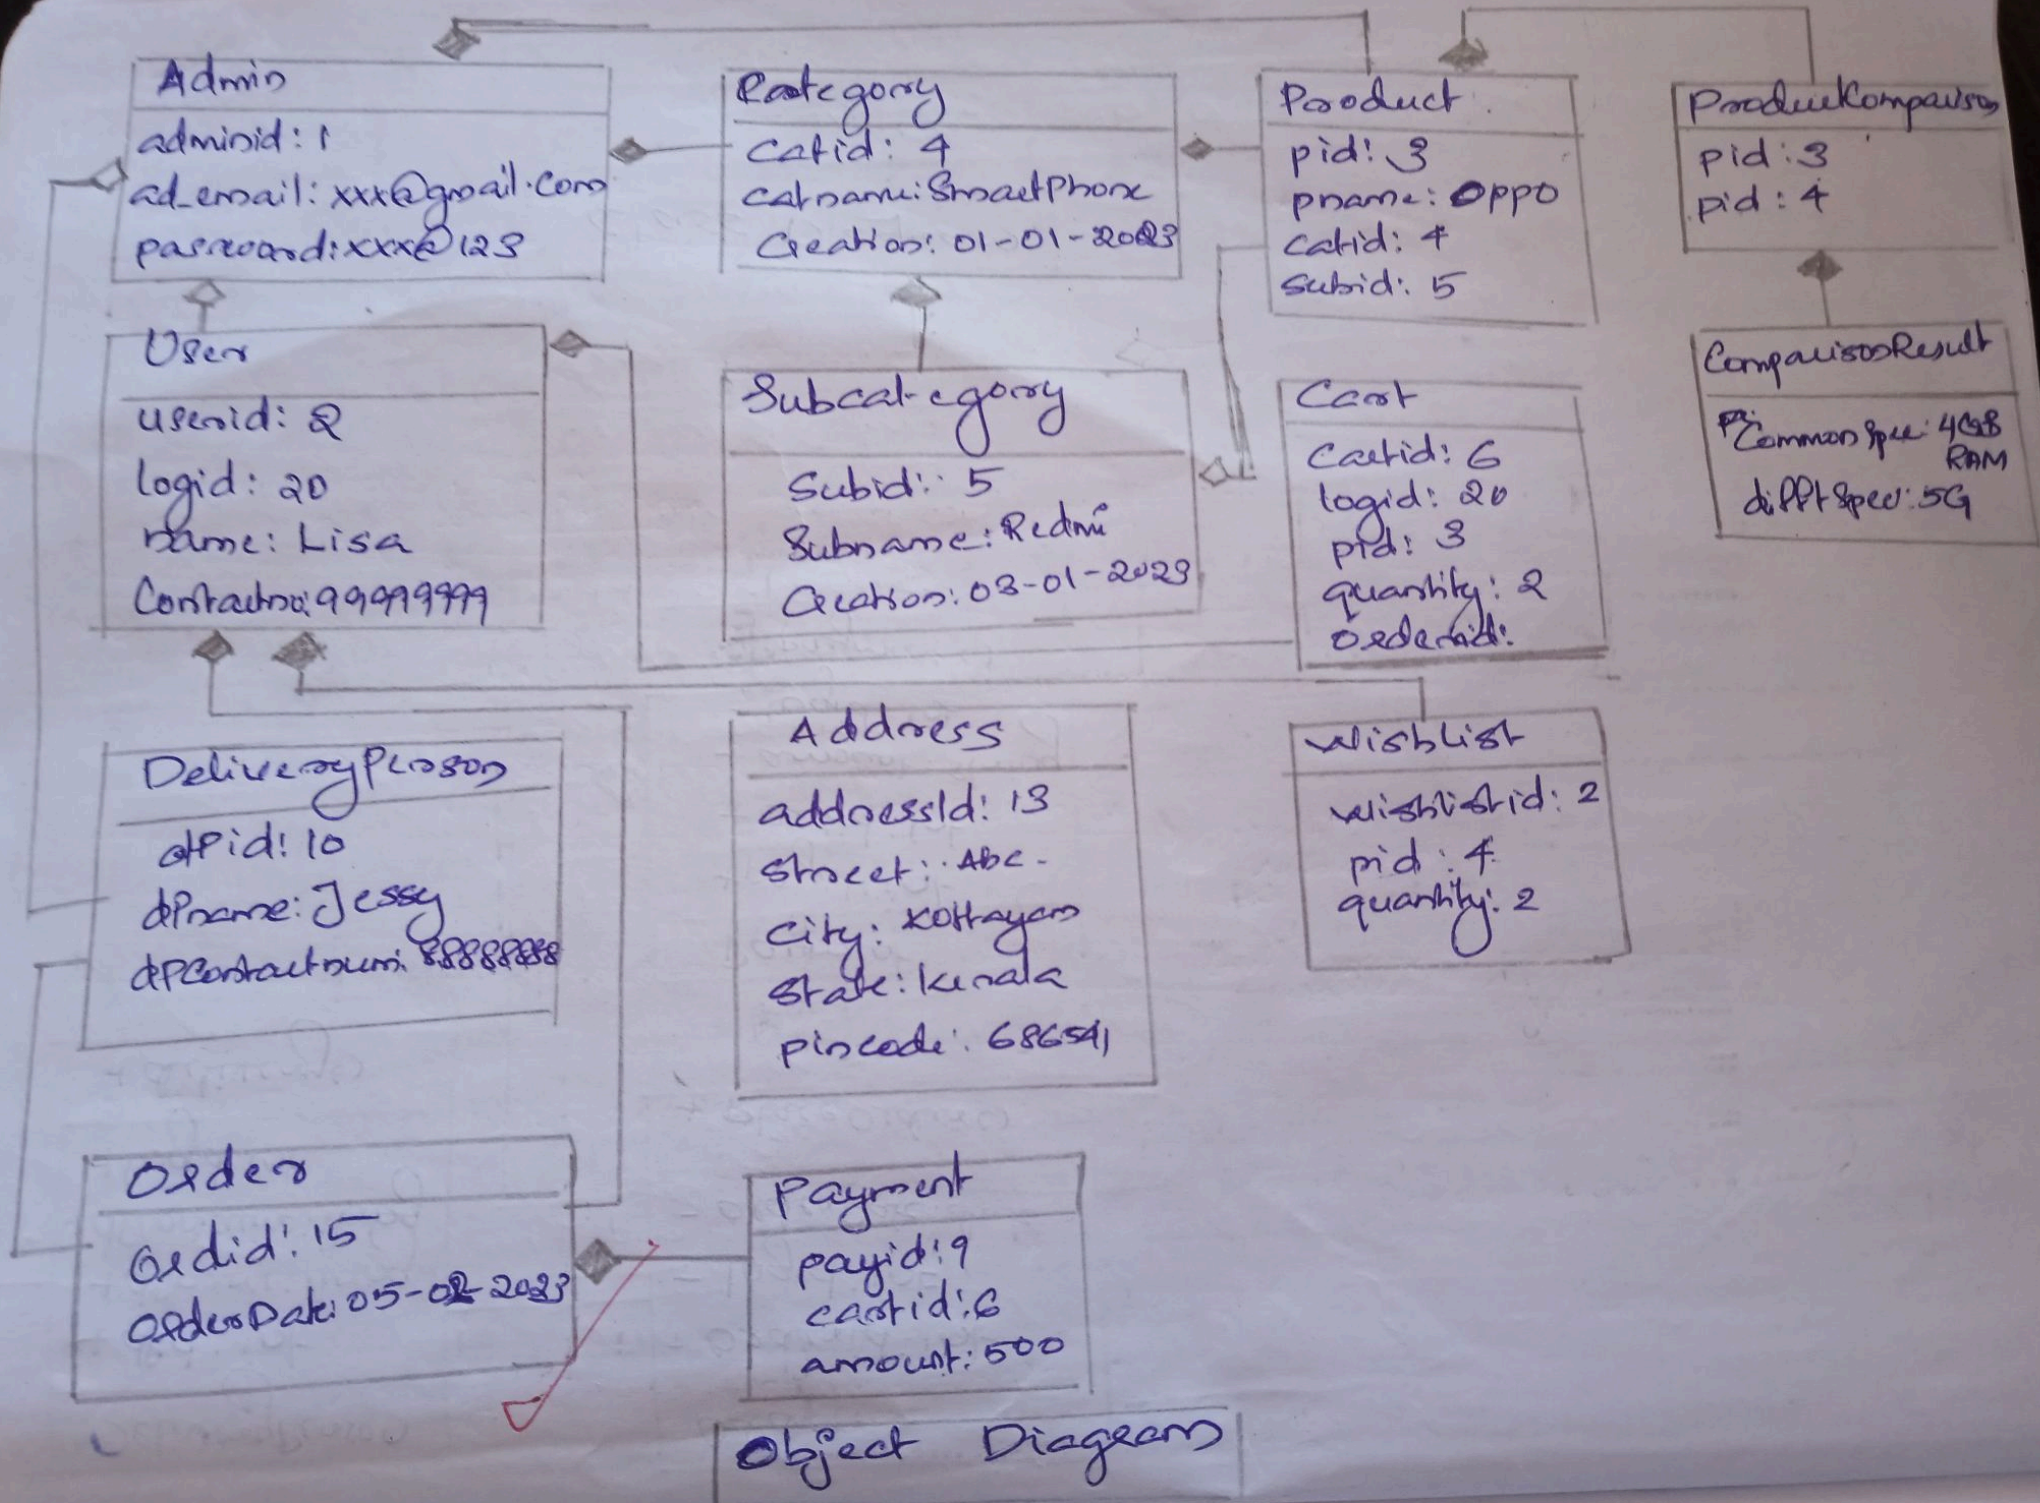 Admin
adminid: 1
ad_email: xxx@gmail.com
password: xxx@123
Category
catid: 4
catname: SmartPhone
Creation: 01-01-2023
Product
pid: 3
pname: OPPO
catid: 4
subid: 5
ProductComparison
pid: 3
pid: 4
User
userid: 2
logid: 20
name: Lisa
Contactno: 99999999
Subcategory
Subid: 5
Subname: Redmi
Creation: 03-01-2023
Cart
Cartid: 6
logid: 20
pid: 3
quantity: 2
orderid:
ComparisonResult
Common Spec: 4GB
RAM
difft Spec: 5G
DeliveryPerson
dPid: 10
dPname: Jessy
dPContactnum: 88888888
Address
addressId: 13
Street: Abc
City: Kottayam
State: Kerala
pincode: 686541
WishList
wishlistid: 2
pid: 4
quantity: 2
Order
Ordid: 15
OrderDate: 05-02-2023
Payment
payid: 9
cartid: 6
amount: 500
Object Diagram